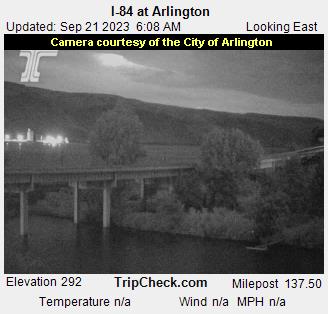 I-84 at Arlington
Updated: Sep 21 2023 6:08 AM Looking East
Camera courtesy of the City of Arlington
Elevation 292 TripCheck.com Milepost 137.50
Temperature n/a Wind n/a MPH n/a